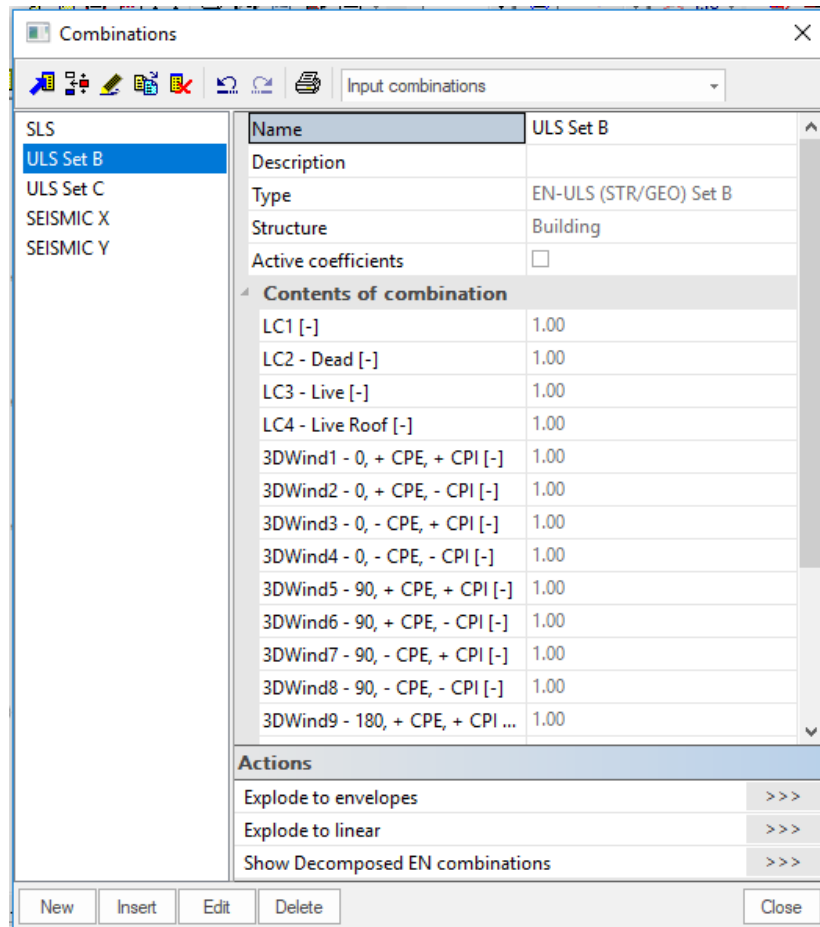 Combinations
Input combinations
SLS
ULS Set B
ULS Set C
SEISMIC X
SEISMIC Y
Name ULS Set B
Description
Type EN-ULS (STR/GEO) Set B
Structure Building
Active coefficients
Contents of combination
LC1 [-] 1.00
LC2 - Dead [-] 1.00
LC3 - Live [-] 1.00
LC4 - Live Roof [-] 1.00
3DWind1 - 0, + CPE, + CPI [-] 1.00
3DWind2 - 0, + CPE, - CPI [-] 1.00
3DWind3 - 0, - CPE, + CPI [-] 1.00
3DWind4 - 0, - CPE, - CPI [-] 1.00
3DWind5 - 90, + CPE, + CPI [-] 1.00
3DWind6 - 90, + CPE, - CPI [-] 1.00
3DWind7 - 90, - CPE, + CPI [-] 1.00
3DWind8 - 90, - CPE, - CPI [-] 1.00
3DWind9 - 180, + CPE, + CPI ... 1.00
Actions
Explode to envelopes >>>
Explode to linear >>>
Show Decomposed EN combinations >>>
New Insert Edit Delete Close